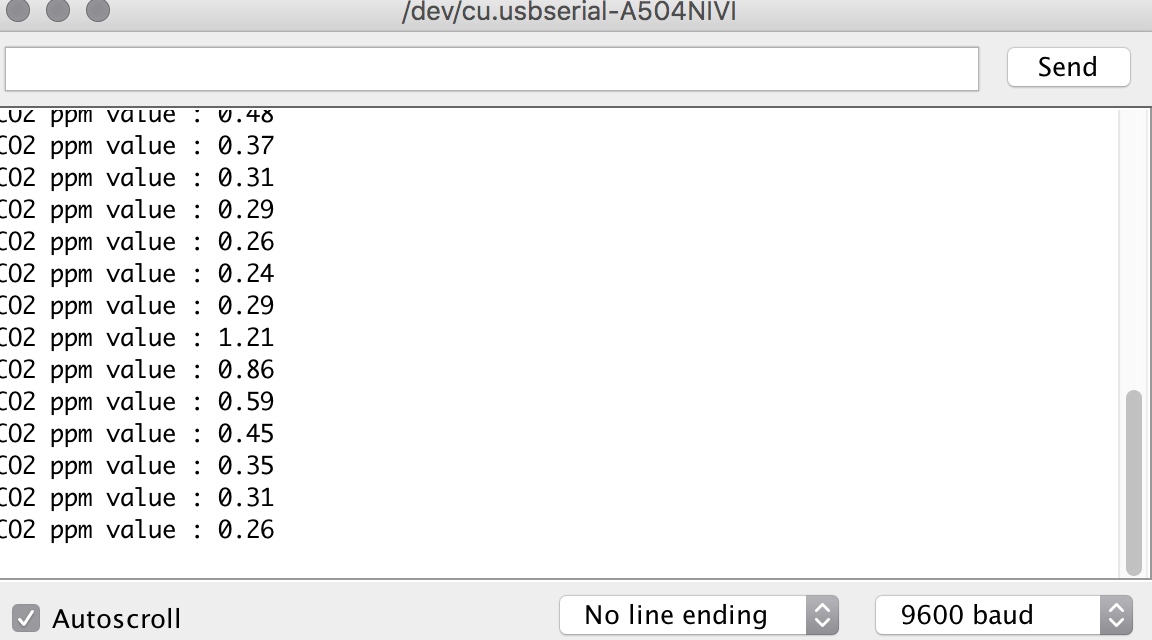 /dev/cu.usbserial-A504NIVI
Send
CO2 ppm value : 0.48
CO2 ppm value : 0.37
CO2 ppm value : 0.31
CO2 ppm value : 0.29
CO2 ppm value : 0.26
CO2 ppm value : 0.24
CO2 ppm value : 0.29
CO2 ppm value : 1.21
CO2 ppm value : 0.86
CO2 ppm value : 0.59
CO2 ppm value : 0.45
CO2 ppm value : 0.35
CO2 ppm value : 0.31
CO2 ppm value : 0.26
Autoscroll No line ending 9600 baud